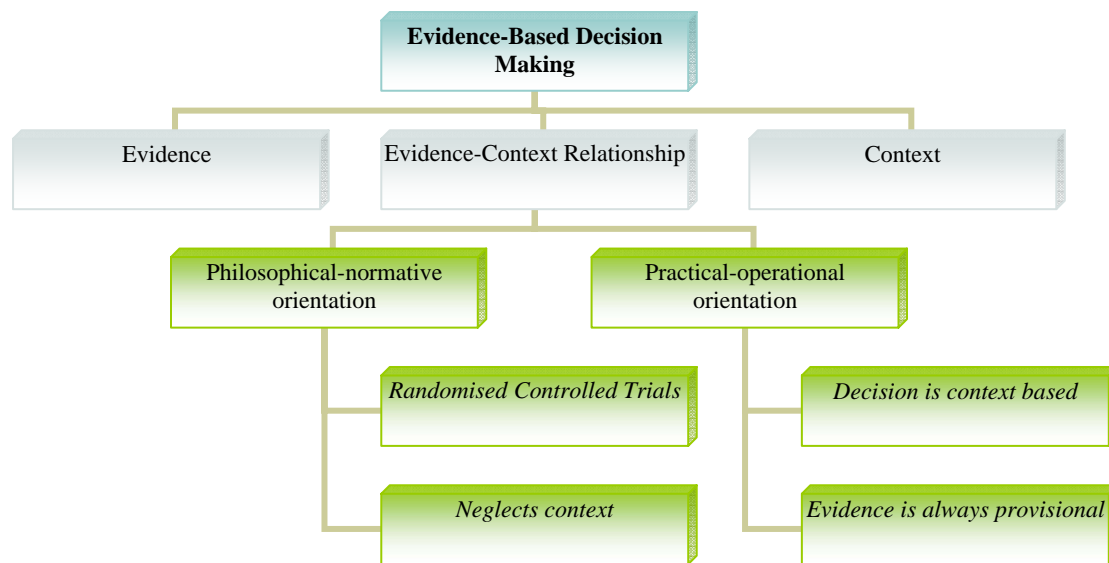 Evidence-Based Decision
Making
Evidence
Evidence-Context Relationship
Context
Philosophical-normative
orientation
Practical-operational
orientation
Randomised Controlled Trials
Decision is context based
Neglects context
Evidence is always provisional